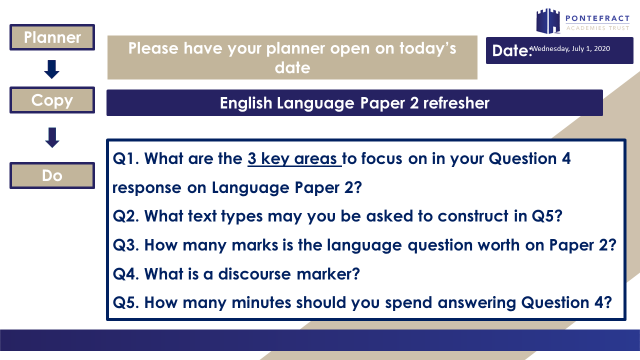 Planner
Copy
Do
Please have your planner open on today's
date
PONTEFRACT
ACADEMIES TRUST
Date:Wednesday, July 1, 2020
English Language Paper 2 refresher
Q1. What are the 3 key areas to focus on in your Question 4
response on Language Paper 2?
Q2. What text types may you be asked to construct in Q5?
Q3. How many marks is the language question worth on Paper 2?
Q4. What is a discourse marker?
Q5. How many minutes should you spend answering Question 4?